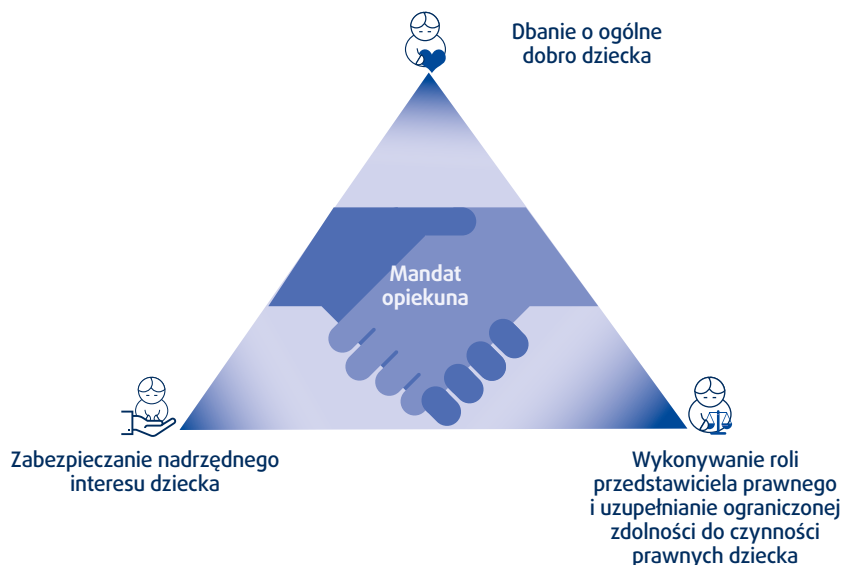 Dbanie o ogólne
dobro dziecka
Mandat
opiekuna
Zabezpieczanie nadrzędnego
interesu dziecka
Wykonywanie roli
przedstawiciela prawnego
i uzupełnianie ograniczonej
zdolności do czynności
prawnych dziecka